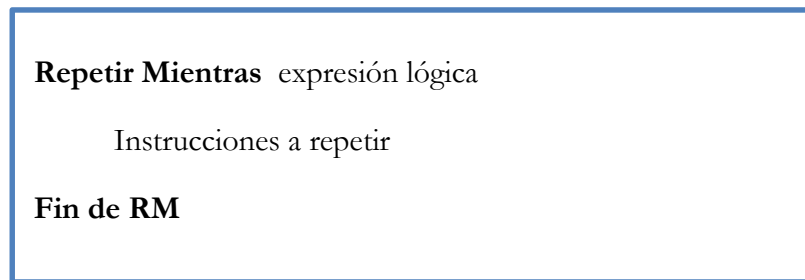 Repetir Mientras expresión lógica
Instrucciones a repetir
Fin de RM